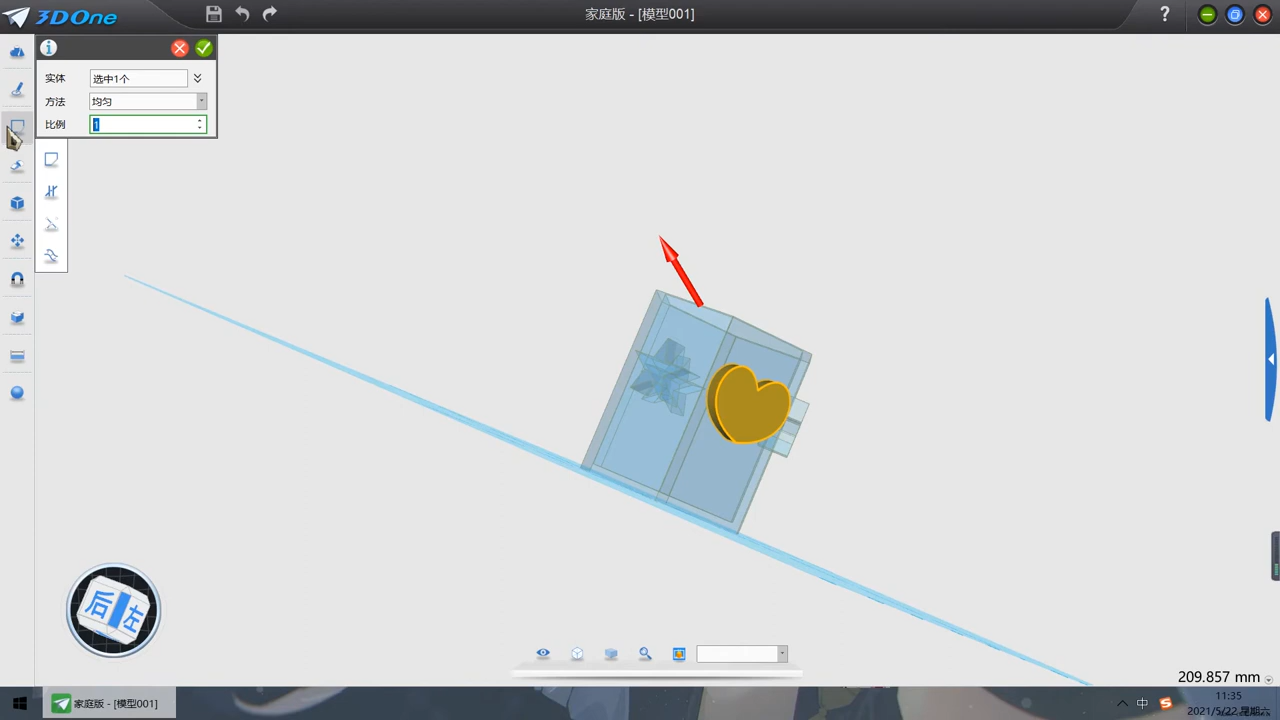 3D One
家庭版 - [模型001]
?
实体 选中1个
方法 均匀
比例 1
后 左
209.857 mm
家庭版 - [模型001]
中
11:35
2021/5/22 星期六